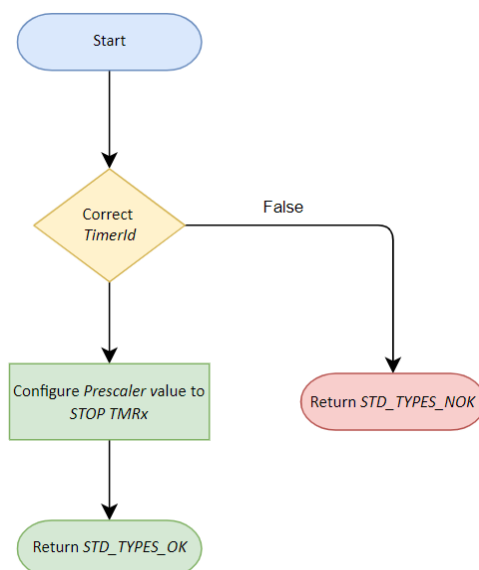 Start
Correct
TimerId
False
Configure Prescaler value to
STOP TMRx
Return STD_TYPES_NOK
Return STD_TYPES_OK